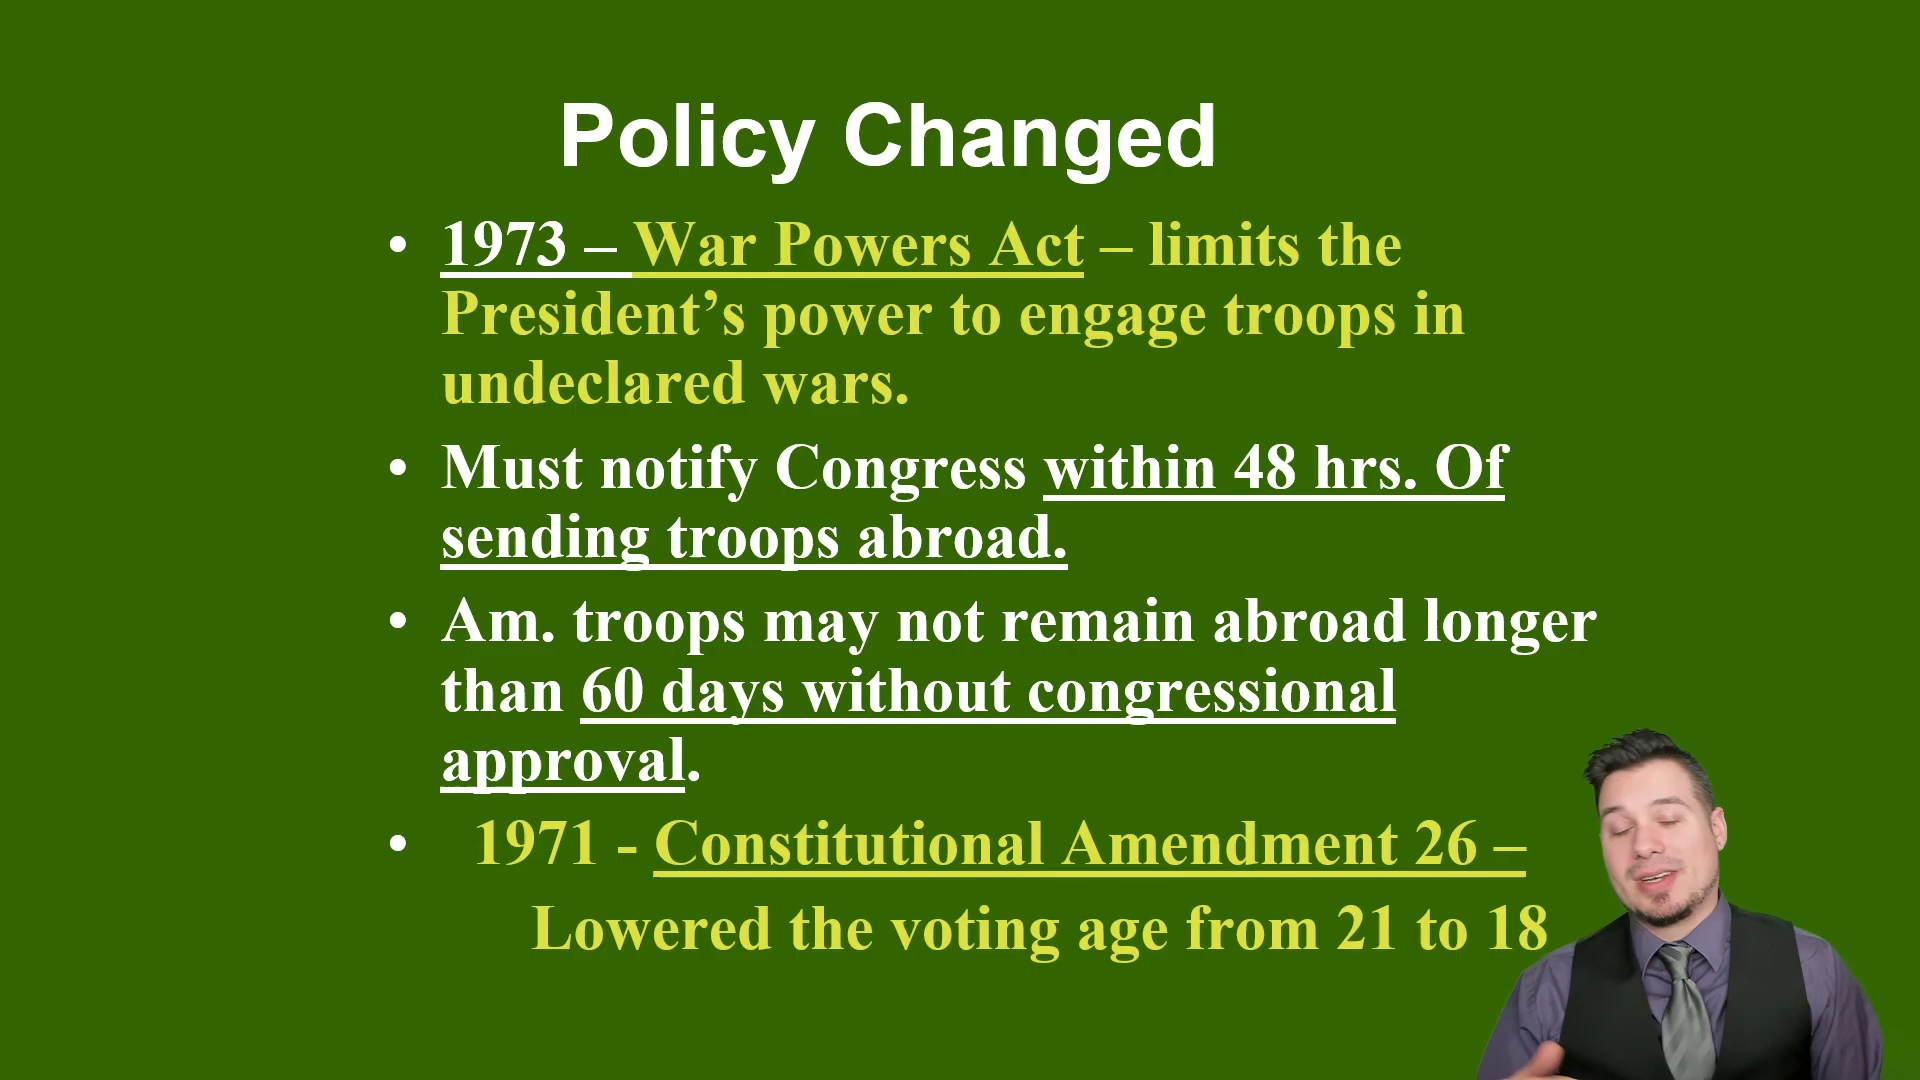 Policy Changed
• 1973 – War Powers Act – limits the
President’s power to engage troops in
undeclared wars.
• Must notify Congress within 48 hrs. Of
sending troops abroad.
• Am. troops may not remain abroad longer
than 60 days without congressional
approval.
• 1971 - Constitutional Amendment 26 –
Lowered the voting age from 21 to 18